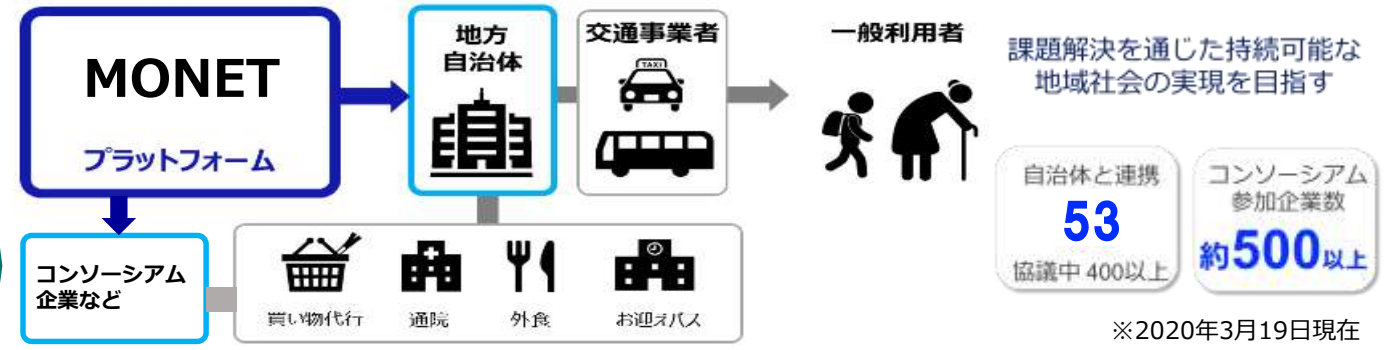 MONET
プラットフォーム
地方
自治体
交通事業者
TAXI
一般利用者
コンソーシアム
企業など
買い物代行
通院
外食
お迎えバス
課題解決を通じた持続可能な
地域社会の実現を目指す
自治体と連携
53
協議中 400以上
コンソーシアム
参加企業数
約500以上
※2020年3月19日現在